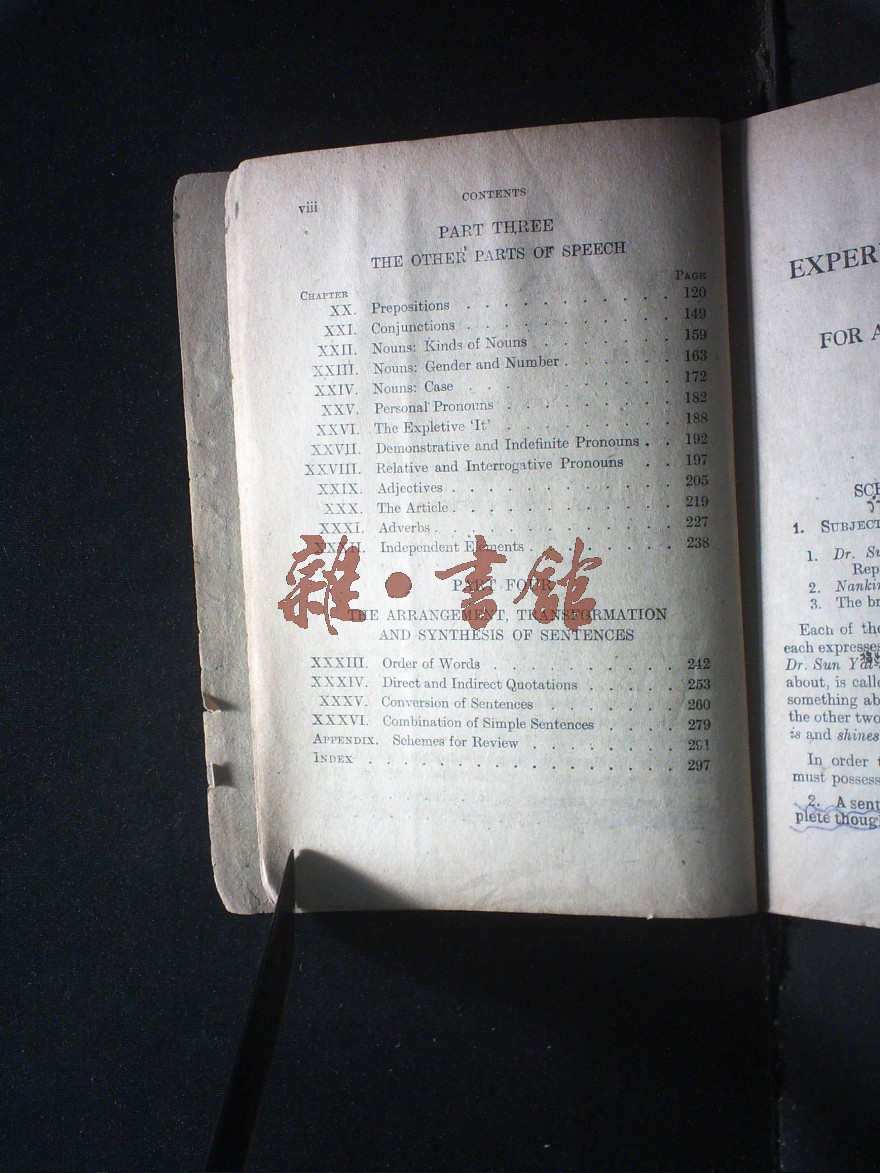 viii
CONTENTS
PART THREE
THE OTHER PARTS OF SPEECH
CHAPTER PAGE
XX. Prepositions . . . . . . . . . . . 120
XXI. Conjunctions . . . . . . . . . . . 149
XXII. Nouns: Kinds of Nouns . . . . . . . 159
XXIII. Nouns: Gender and Number . . . . . . 163
XXIV. Nouns: Case . . . . . . . . . . 172
XXV. Personal Pronouns . . . . . . . . . 182
XXVI. The Expletive ‘It’ . . . . . . . . . 188
XXVII. Demonstrative and Indefinite Pronouns . . 192
XXVIII. Relative and Interrogative Pronouns . . 197
XXIX. Adjectives . . . . . . . . . . . 205
XXX. The Article . . . . . . . . . . . 219
XXXI. Adverbs . . . . . . . . . . . . 227
XXXII. Independent Elements . . . . . . . . 238
雜・書館
PART FOUR
THE ARRANGEMENT, TRANSFORMATION
AND SYNTHESIS OF SENTENCES
XXXIII. Order of Words . . . . . . . . . 242
XXXIV. Direct and Indirect Quotations . . . . . 253
XXXV. Conversion of Sentences . . . . . . . 260
XXXVI. Combination of Simple Sentences . . . . 279
APPENDIX. Schemes for Review . . . . . . . 291
INDEX . . . . . . . . . . . . . . 297
EXPER
FOR A
SCH
1. SUBJECT
1. Dr. Su
Rep
2. Nankin
3. The br
Each of the
each expresses
Dr. Sun Yat-
about, is calle
something ab
the other two
is and shines
In order t
must possess
2. A sent
plete thoug